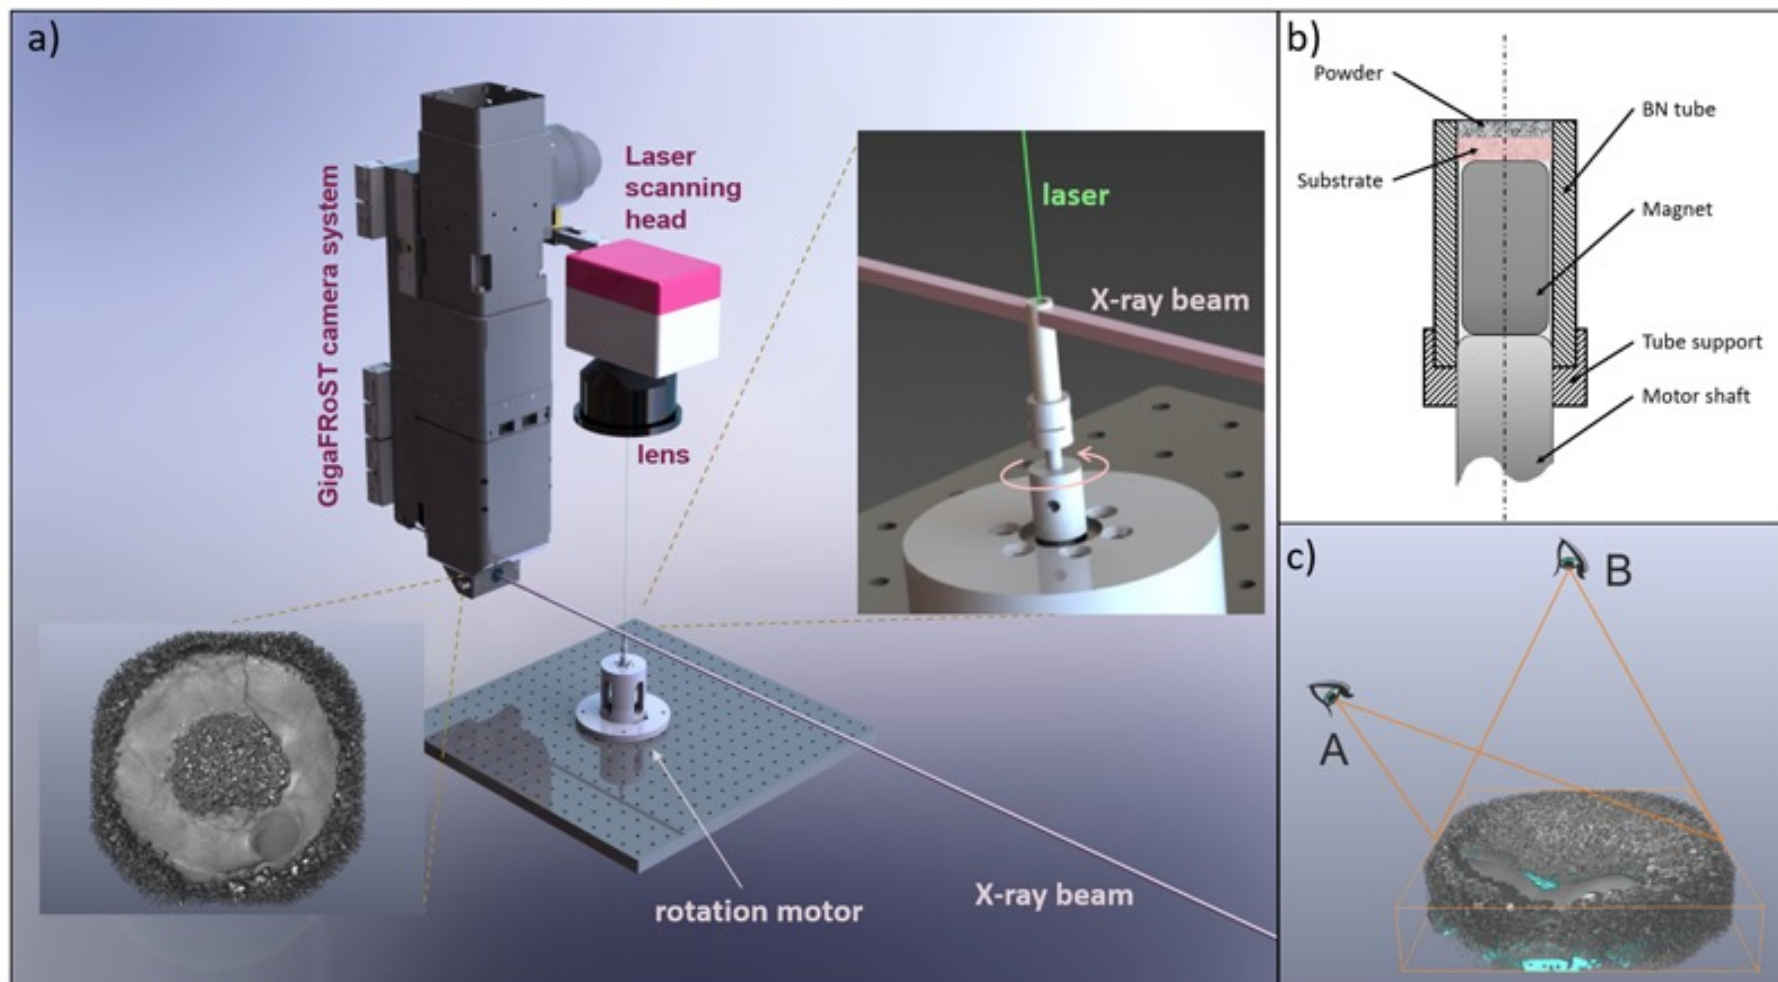 a)
GigaFRoST camera system
Laser
scanning
head
lens
laser
X-ray beam
rotation motor
X-ray beam
b)
Powder
BN tube
Substrate
Magnet
Tube support
Motor shaft
c)
B
A